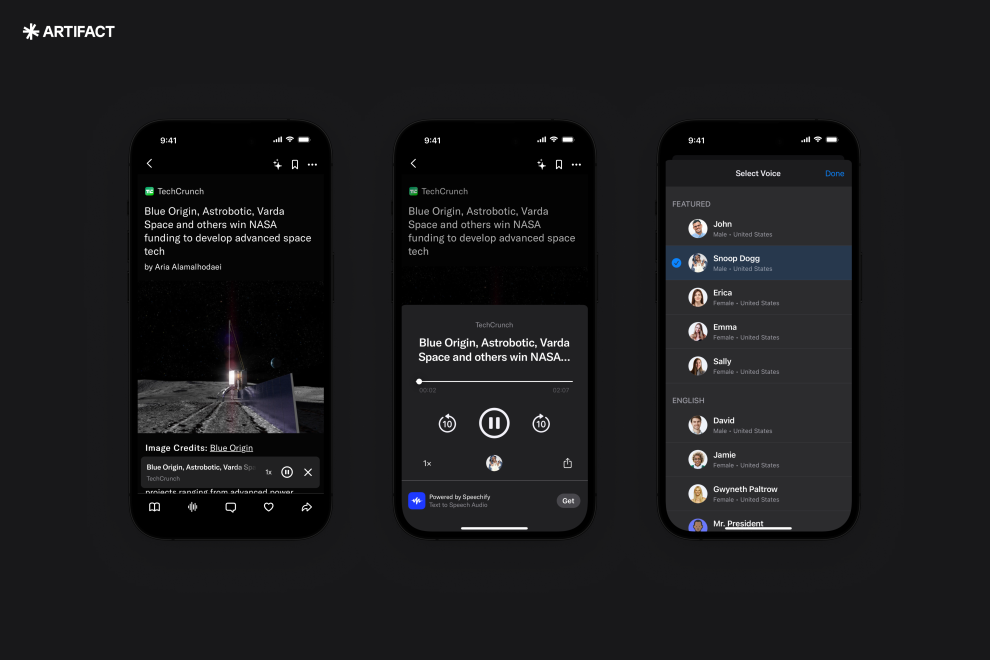 ARTIFACT
9:41
TechCrunch
Blue Origin, Astrobotic, Varda
Space and others win NASA
funding to develop advanced space
tech
by Aria Alamalhodaei
Image Credits: Blue Origin
Blue Origin, Astrobotic, Varda Sp
1x
TechCrunch
projects ranging from advanced power
9:41
TechCrunch
Blue Origin, Astrobotic, Varda
Space and others win NASA
funding to develop advanced space
tech
TechCrunch
Blue Origin, Astrobotic, Varda
Space and others win NASA...
00:02
02:07
10
10
1x
Powered by Speechify
Text to Speech Audio
Get
9:41
Select Voice
Done
FEATURED
John
Male • United States
Snoop Dogg
Male • United States
Erica
Female • United States
Emma
Female • United States
Sally
Female • United States
ENGLISH
David
Male • United States
Jamie
Female • United States
Gwyneth Paltrow
Female • United States
Mr. President